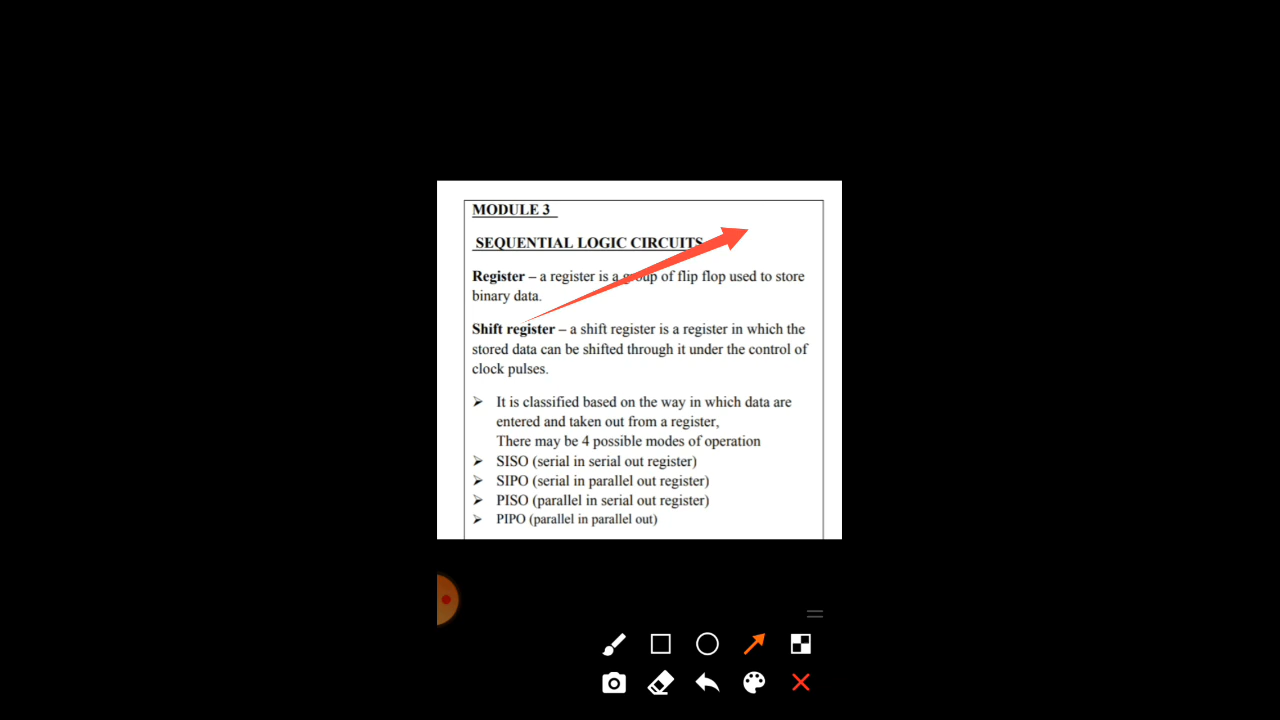 MODULE 3
SEQUENTIAL LOGIC CIRCUITS
Register – a register is a group of flip flop used to store
binary data.
Shift register – a shift register is a register in which the
stored data can be shifted through it under the control of
clock pulses.
➢ It is classified based on the way in which data are
entered and taken out from a register,
There may be 4 possible modes of operation
➢ SISO (serial in serial out register)
➢ SIPO (serial in parallel out register)
➢ PISO (parallel in serial out register)
➢ PIPO (parallel in parallel out)